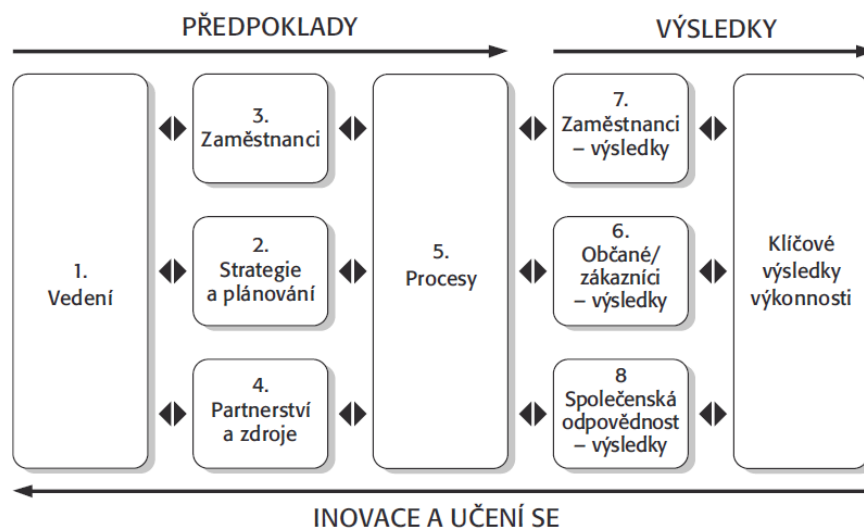 PŘEDPOKLADY
VÝSLEDKY
1.
Vedení
3.
Zaměstnanci
2.
Strategie
a plánování
4.
Partnerství
a zdroje
5.
Procesy
7.
Zaměstnanci
– výsledky
6.
Občané/
zákazníci
– výsledky
8
Společenská
odpovědnost
– výsledky
Klíčové
výsledky
výkonnosti
INOVACE A UČENÍ SE